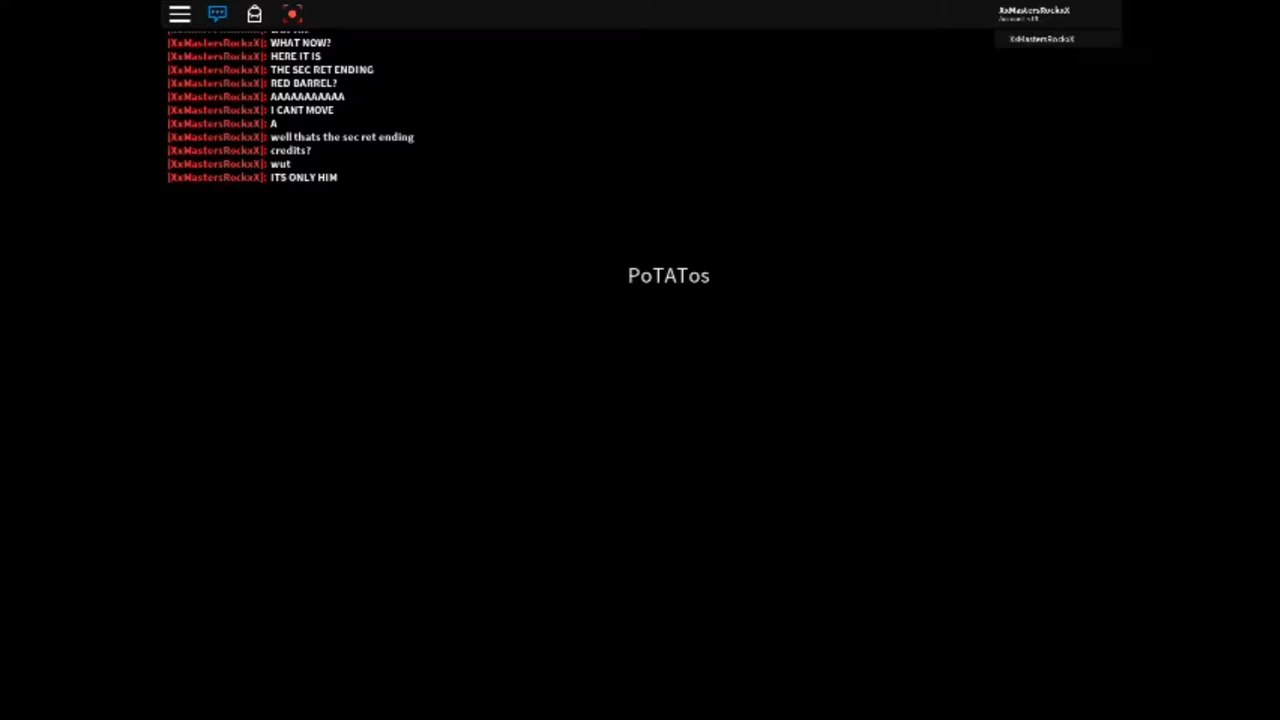 XxMastersRockxX
XxMastersRockxX
[XxMastersRockxX]: WHAT NOW?
[XxMastersRockxX]: HERE IT IS
[XxMastersRockxX]: THE SEC RET ENDING
[XxMastersRockxX]: RED BARREL?
[XxMastersRockxX]: AAAAAAAAAAA
[XxMastersRockxX]: I CANT MOVE
[XxMastersRockxX]: A
[XxMastersRockxX]: well thats the sec ret ending
[XxMastersRockxX]: credits?
[XxMastersRockxX]: wut
[XxMastersRockxX]: ITS ONLY HIM
PoTATos